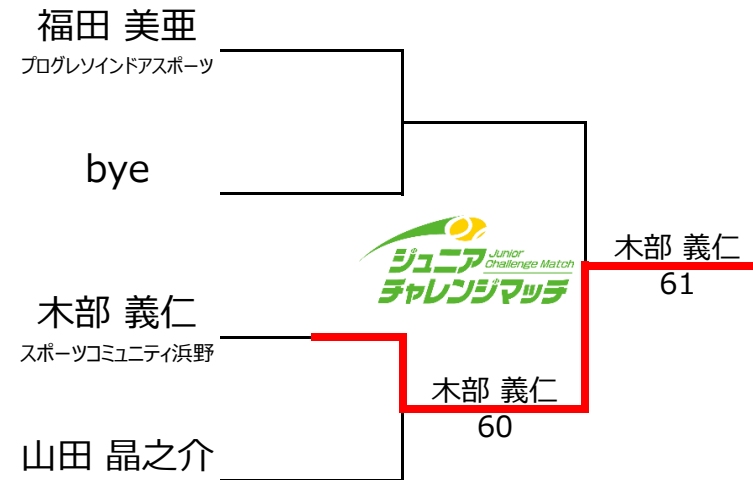 福田 美亜
プログレソインドアスポーツ
bye
ジュニア Junior Challenge Match
チャレンジマッチ
木部 義仁
61
木部 義仁
スポーツコミュニティ浜野
木部 義仁
60
山田 晶之介